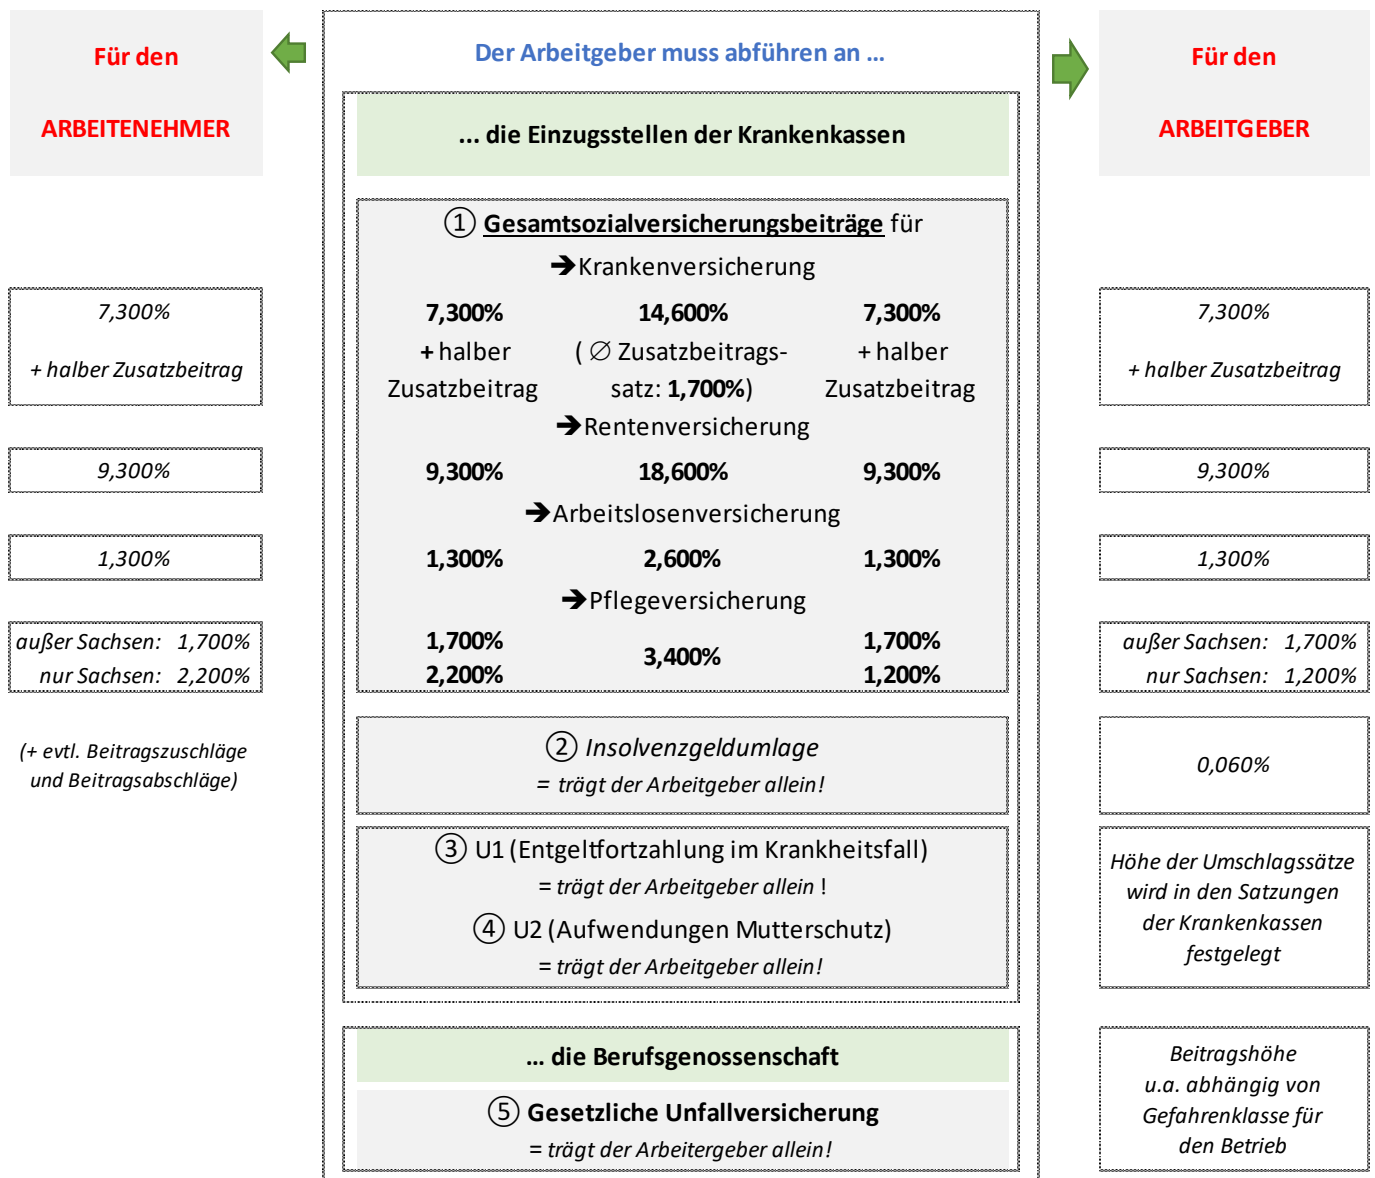 Für den
ARBEITENEHMER
Der Arbeitgeber muss abführen an ...
Für den
ARBEITGEBER
... die Einzugsstellen der Krankenkassen
① Gesamtsozialversicherungsbeiträge für
➔Krankenversicherung
7,300%
+ halber Zusatzbeitrag
7,300% 14,600% 7,300%
+ halber ( ∅ Zusatzbeitrags- + halber
Zusatzbeitrag satz: 1,700%) Zusatzbeitrag
7,300%
+ halber Zusatzbeitrag
➔Rentenversicherung
9,300%
9,300% 18,600% 9,300%
9,300%
➔Arbeitslosenversicherung
1,300%
1,300% 2,600% 1,300%
1,300%
➔Pflegeversicherung
außer Sachsen: 1,700%
nur Sachsen: 2,200%
1,700% 1,700%
3,400%
2,200% 1,200%
außer Sachsen: 1,700%
nur Sachsen: 1,200%
(+ evtl. Beitragszuschläge
und Beitragsabschläge)
② Insolvenzgeldumlage
= trägt der Arbeitgeber allein!
0,060%
③ U1 (Entgeltfortzahlung im Krankheitsfall)
= trägt der Arbeitgeber allein !
④ U2 (Aufwendungen Mutterschutz)
= trägt der Arbeitgeber allein!
Höhe der Umschlagssätze
wird in den Satzungen
der Krankenkassen
festgelegt
... die Berufsgenossenschaft
⑤ Gesetzliche Unfallversicherung
= trägt der Arbeitergeber allein!
Beitragshöhe
u.a. abhängig von
Gefahrenklasse für
den Betrieb